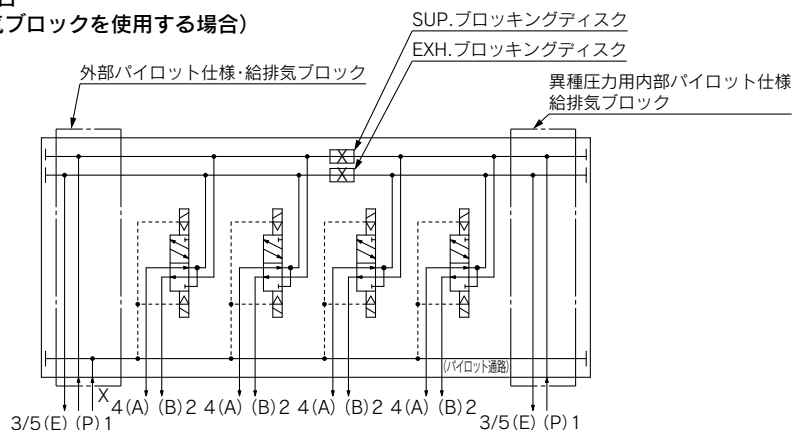 気ブロックを使用する場合)
SUP.ブロッキングディスク
EXH.ブロッキングディスク
外部パイロット仕様・給排気ブロック
異種圧力用内部パイロット仕様
給排気ブロック
X
X
(パイロット通路)
X
4(A) (B)2 4(A) (B)2 4(A) (B)2 4(A) (B)2
3/5(E) (P)1
3/5(E) (P)1